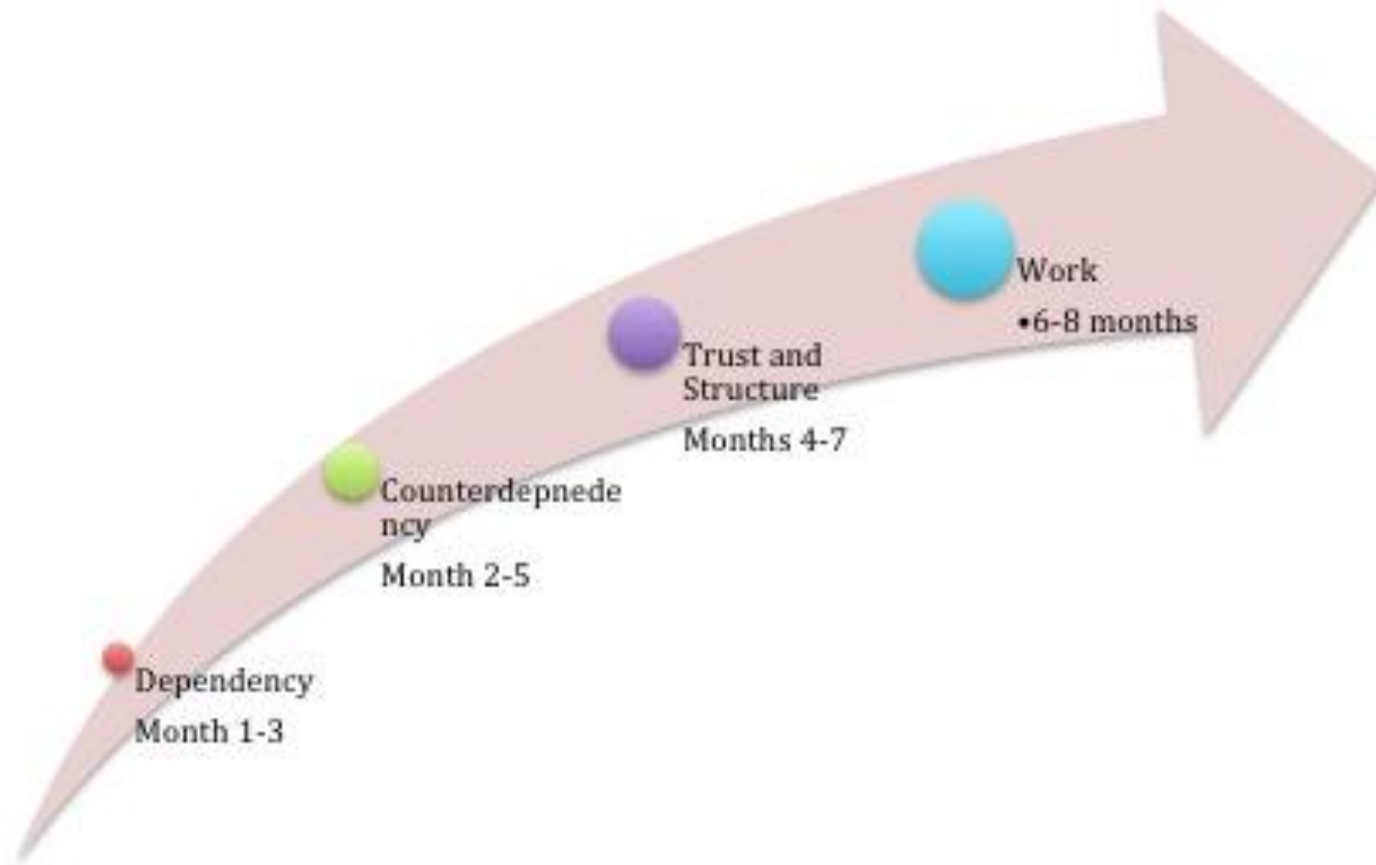 Work
•6-8 months
Trust and
Structure
Months 4-7
Counterdepnede
ncy
Month 2-5
Dependency
Month 1-3